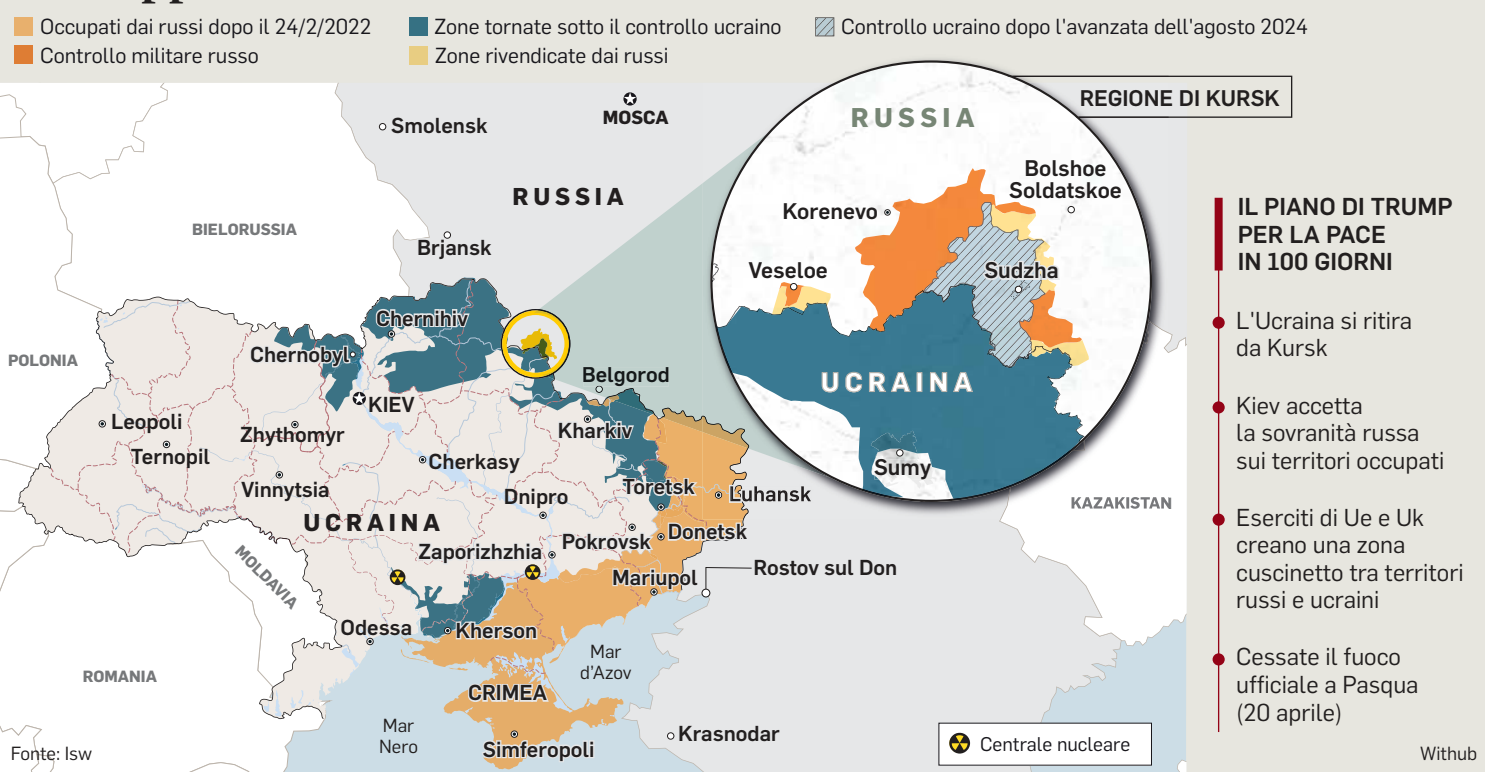 Occupati dai russi dopo il 24/2/2022
Zone tornate sotto il controllo ucraino
Controllo ucraino dopo l'avanzata dell'agosto 2024
Controllo militare russo
Zone rivendicate dai russi
REGIONE DI KURSK
RUSSIA
Bolshoe
Soldatskoe
Korenevo
Veseloe
Sudzha
UCRAINA
Sumy
MOSCA
Smolensk
RUSSIA
BIELORUSSIA
Brjansk
Chernihiv
Chernobyl
POLONIA
Belgorod
KIEV
Leopoli
Zhythomyr
Kharkiv
Ternopil
Cherkasy
Vinnytsia
Dnipro
Toretsk
Luhansk
UCRAINA
KAZAKISTAN
Donetsk
Pokrovsk
Zaporizhzhia
MOLDAVIA
Mariupol
Rostov sul Don
Odessa
Kherson
Mar
d'Azov
ROMANIA
CRIMEA
Mar
Nero
Simferopoli
Krasnodar
Centrale nucleare
Fonte: Isw
IL PIANO DI TRUMP
PER LA PACE
IN 100 GIORNI
L'Ucraina si ritira
da Kursk
Kiev accetta
la sovranità russa
sui territori occupati
Eserciti di Ue e Uk
creano una zona
cuscinetto tra territori
russi e ucraini
Cessate il fuoco
ufficiale a Pasqua
(20 aprile)
Withub